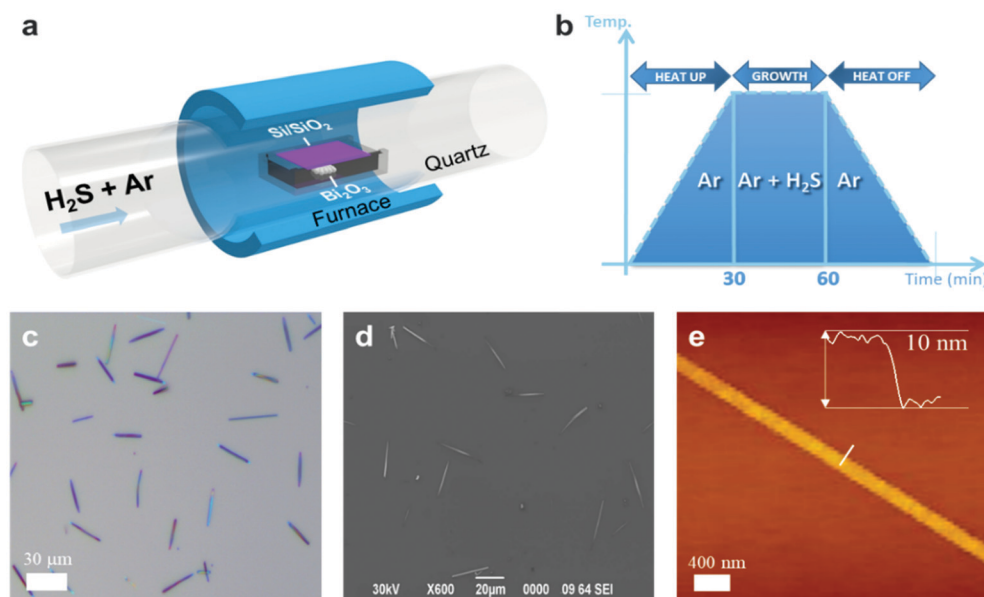 a
Si/SiO₂
H₂S + Ar
Quartz
Bi₂O₃
Furnace
b
Temp.
HEAT UP
GROWTH
HEAT OFF
Ar
Ar + H₂S
Ar
30
60
Time (min)
c
30 µm
d
30kV X600 20µm 0000 09 64 SEI
e
10 nm
400 nm